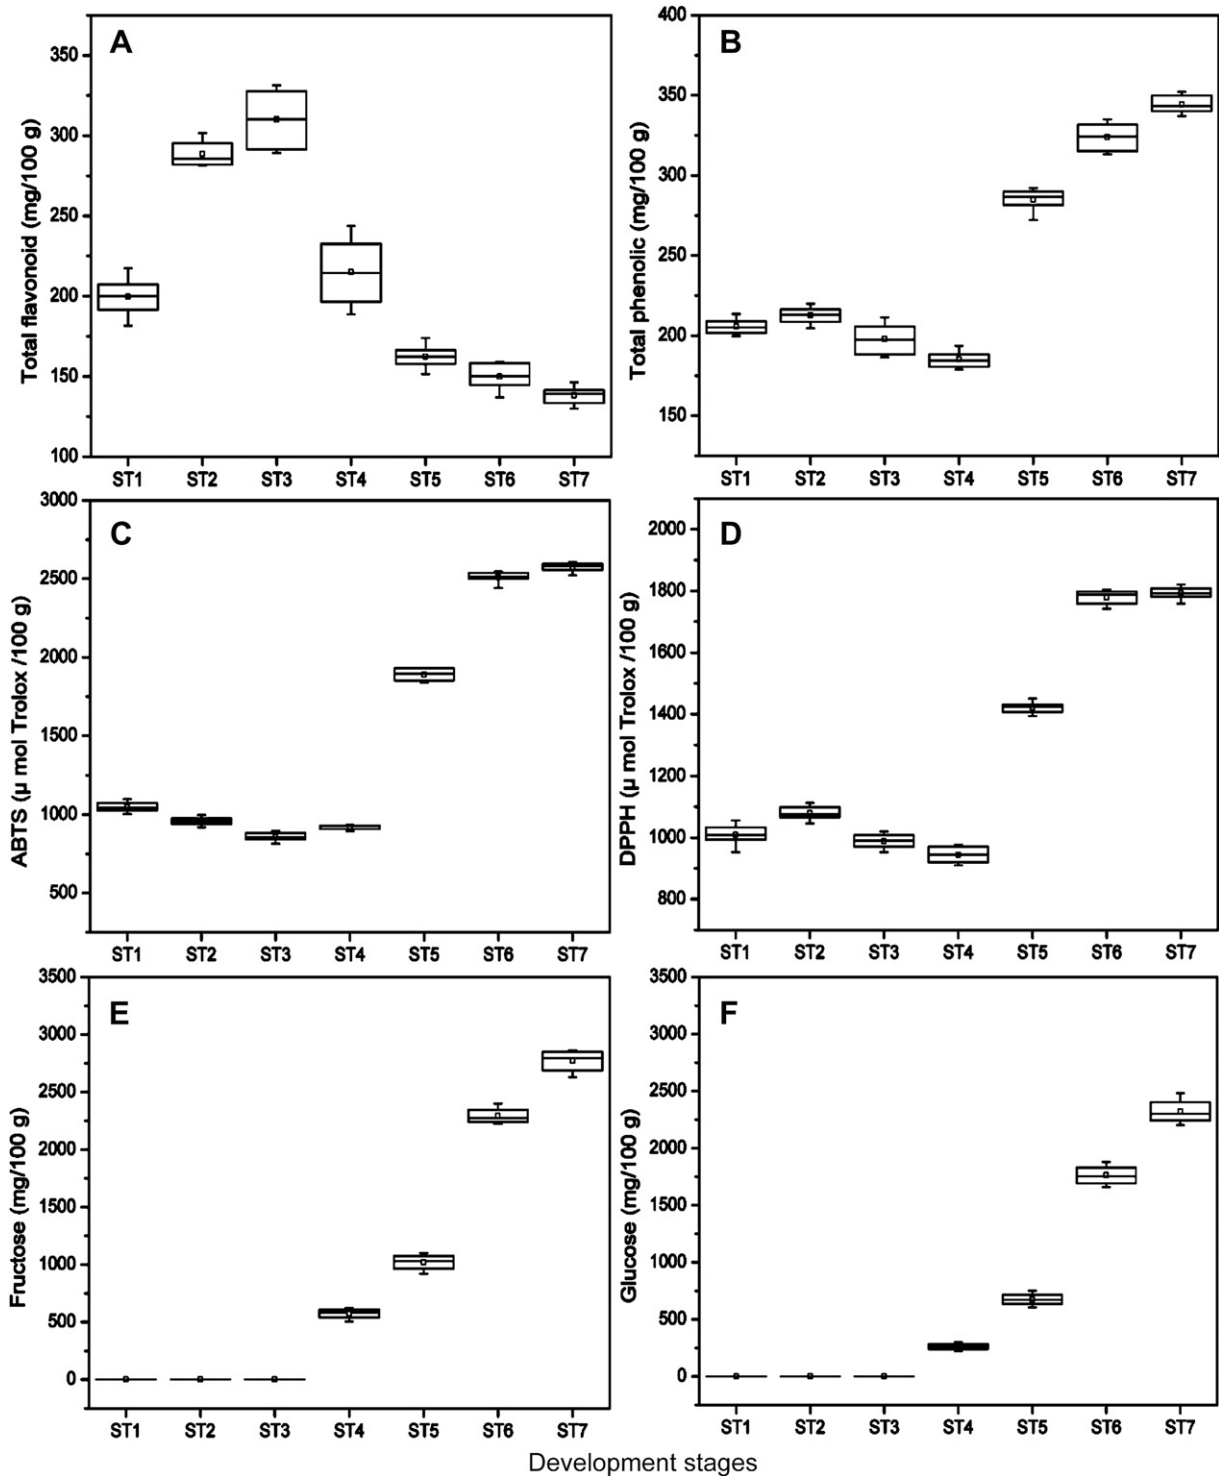 A
Total flavonoid (mg/100 g)
350
300
250
200
150
100
ST1 ST2 ST3 ST4 ST5 ST6 ST7
B
Total phenolic (mg/100 g)
400
350
300
250
200
150
ST1 ST2 ST3 ST4 ST5 ST6 ST7
C
ABTS (µ mol Trolox /100 g)
3000
2500
2000
1500
1000
500
ST1 ST2 ST3 ST4 ST5 ST6 ST7
D
DPPH (µ mol Trolox /100 g)
2000
1800
1600
1400
1200
1000
800
ST1 ST2 ST3 ST4 ST5 ST6 ST7
E
Fructose (mg/100 g)
3500
3000
2500
2000
1500
1000
500
0
ST1 ST2 ST3 ST4 ST5 ST6 ST7
F
Glucose (mg/100 g)
3500
3000
2500
2000
1500
1000
500
0
ST1 ST2 ST3 ST4 ST5 ST6 ST7
Development stages